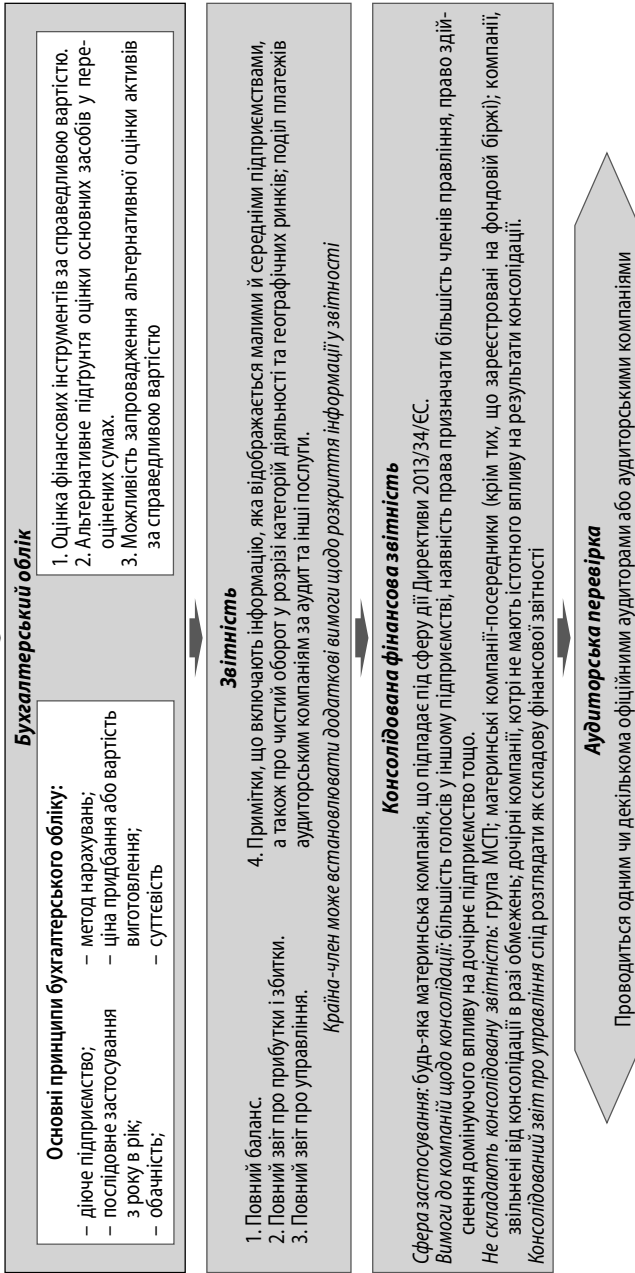 Бухгалтерський облік
Основні принципи бухгалтерського обліку:
– діюче підприємство;
– послідовне застосування
з року в рік;
– обачність;
– метод нарахувань;
– ціна придбання або вартість
виготовлення;
– суттєвість
1. Оцінка фінансових інструментів за справедливою вартістю.
2. Альтернативне підґрунтя оцінки основних засобів у пере-
оцінених сумах.
3. Можливість запровадження альтернативної оцінки активів
за справедливою вартістю
Звітність
1. Повний баланс.
2. Повний звіт про прибутки і збитки.
3. Повний звіт про управління.
4. Примітки, що включають інформацію, яка відображається малими й середніми підприємствами,
а також про чистий оборот у розрізі категорій діяльності та географічних ринків; поділ платежів
аудиторським компаніям за аудит та інші послуги.
Країна-член може встановлювати додаткові вимоги щодо розкриття інформації у звітності
Консолідована фінансова звітність
Сфера застосування: будь-яка материнська компанія, що підпадає під сферу дії Директиви 2013/34/ЄС.
Вимоги до компаній щодо консолідації: більшість голосів у іншому підприємстві, наявність права призначати більшість членів правління, право здій-
снення домінуючого впливу на дочірнє підприємство тощо.
Не складають консолідовану звітність: група МСП; материнські компанії-посередники (крім тих, що зареєстровані на фондовій біржі); компанії,
звільнені від консолідації в разі обмежень; дочірні компанії, котрі не мають істотного впливу на результати консолідації.
Консолідований звіт про управління слід розглядати як складову фінансової звітності
Аудиторська перевірка
Проводиться одним чи декількома офіційними аудиторами або аудиторськими компаніями